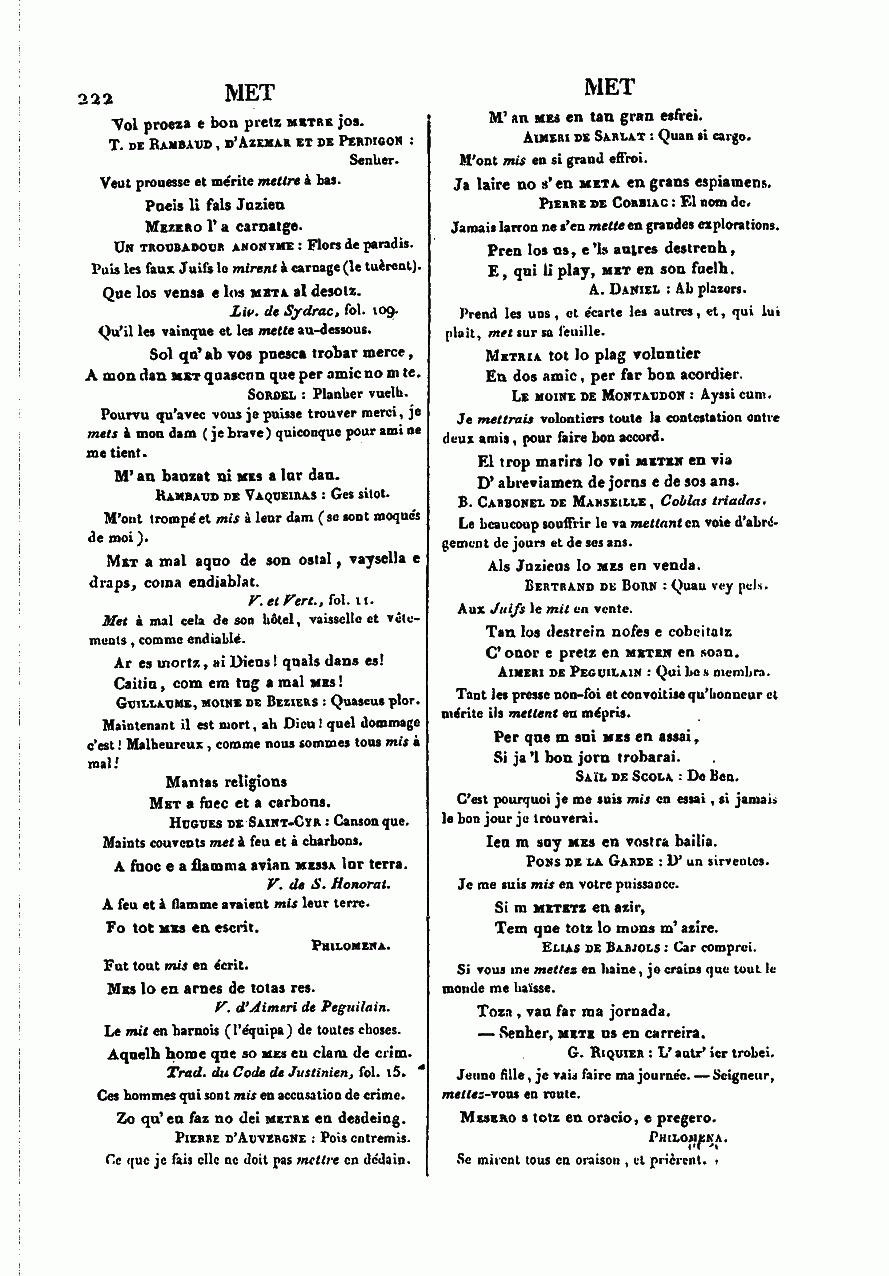 222 MET
Vol proeza e bon pretz METRE jos.
T. DE RAMBAUD, D'AZEMAR ET DE PERDIGON :
Senher.
Veut prouesse et mérite mettre à bas.
Pueis li fals Juzieu
MEZERO l' a carnatge.
UN TROUBADOUR ANONYME : Flors de paradis.
Puis les faux Juifs le mirent à carnage (le tuèrent).
Que los vensa e los META al desotz.
Liv. de Sydrac, fol. 109.
Qu'il les vainque et les mette au-dessous.
Sol qu'ab vos puesca trobar merce,
A mon dan MET quascun que per amic no m te.
SORDEL : Planher vuelh.
Pourvu qu'avec vous je puisse trouver merci, je
mets à mon dam (je brave) quiconque pour ami ne
me tient.
M' an bauzat ni MES a lur dan.
RAMBAUD DE VAQUEIRAS : Ges sitot.
M'ont trompé et mis à leur dam (se sont moqués
de moi).
MET a mal aquo de son ostal, vaysella e
draps, coma endiablat.
V. et Vert., fol. 11.
Met à mal cela de son hôtel, vaisselle et vête-
ments, comme endiablé.
Ar es mortz, ai Dieus! quals dans es!
Caitiu, com em tug a mal MES!
GUILLAUME, MOINE DE BEZIERS : Quascus plor.
Maintenant il est mort, ah Dieu! quel dommage
c'est! Malheureux, comme nous sommes tous mis à
mal!
Mantas religions
MET a fuec et a carbons.
HUGUES DE SAINT-CYR : Canson que.
Maints couvents met à feu et à charbons.
A fuoc e a flamma avian MESSA lur terra.
V. de S. Honorat.
A feu et à flamme avaient mis leur terre.
Fo tot MES en escrit.
PHILOMENA.
Fut tout mis en écrit.
MES lo en arnes de totas res.
V. d'Aimeri de Peguilain.
Le mit en harnois (l'équipa) de toutes choses.
Aquelh home que so MES en clam de crim.
Trad. du Code de Justinien, fol. 15.
Ces hommes qui sont mis en accusation de crime.
Zo qu' eu faz no dei METRE en desdeing.
PIERRE D'AUVERGNE : Pois entremis.
Ce que je fais elle ne doit pas mettre en dédain.
MET
M' an MES en tan gran esfrei.
AIMERI DE SARLAT : Quan si cargo.
M'ont mis en si grand effroi.
Ja laire no s' en META en grans espiamens.
PIERRE DE CORBIAC : El nom de.
Jamais larron ne s'en mette en grandes explorations.
Pren los us, e 'ls autres destrenh,
E, qui li play, MET en son fuelh.
A. DANIEL : Ab plazers.
Prend les uns, et écarte les autres, et, qui lui
plait, met sur sa feuille.
METRIA tot lo plag voluntier
En dos amic, per far bon acordier.
LE MOINE DE MONTAUDON : Ayssi cum.
Je mettrais volontiers toute la contestation entre
deux amis, pour faire bon accord.
El trop marirs lo vai METEN en via
D' abreviamen de jorns e de sos ans.
B. CARBONEL DE MARSEILLE, Coblas triadas.
Le beaucoup souffrir le va mettant en voie d'abré-
gement de jours et de ses ans.
Als Juzieus lo MES en venda.
BERTRAND DE BORN : Quan vey pels.
Aux Juifs le mit en vente.
Tan los destrein nofes e cobeitatz
C' onor e pretz en METEN en soan.
AIMERI DE PEGUILAIN : Qui be s membra.
Tant les presse non-foi et convoitise qu'honneur et
mérite ils mettent en mépris.
Per que m sui MES en assai,
Si ja 'l bon jorn trobarai.
SAÏL DE SCOLA : De Ben.
C'est pourquoi je me suis mis en essai, si jamais
le bon jour je trouverai.
Ieu m suy MES en vostra bailia.
PONS DE LA GARDE : D' un sirventes.
Je me suis mis en votre puissance.
Si m METETZ en azir,
Tem que totz lo mons m' azire.
ELIAS DE BARJOLS : Car comprei.
Si vous me mettez en haine, je crains que tout le
monde me haïsse.
Toza, vau far ma jornada.
— Senher, METE us en carreira.
G. RIQUIER : L' autr' ier trobei.
Jeune fille, je vais faire ma journée. — Seigneur,
mettez-vous en route.
MESERO s totz en oracio, e pregero.
PHILOMENA.
Se mirent tous en oraison, et prièrent.